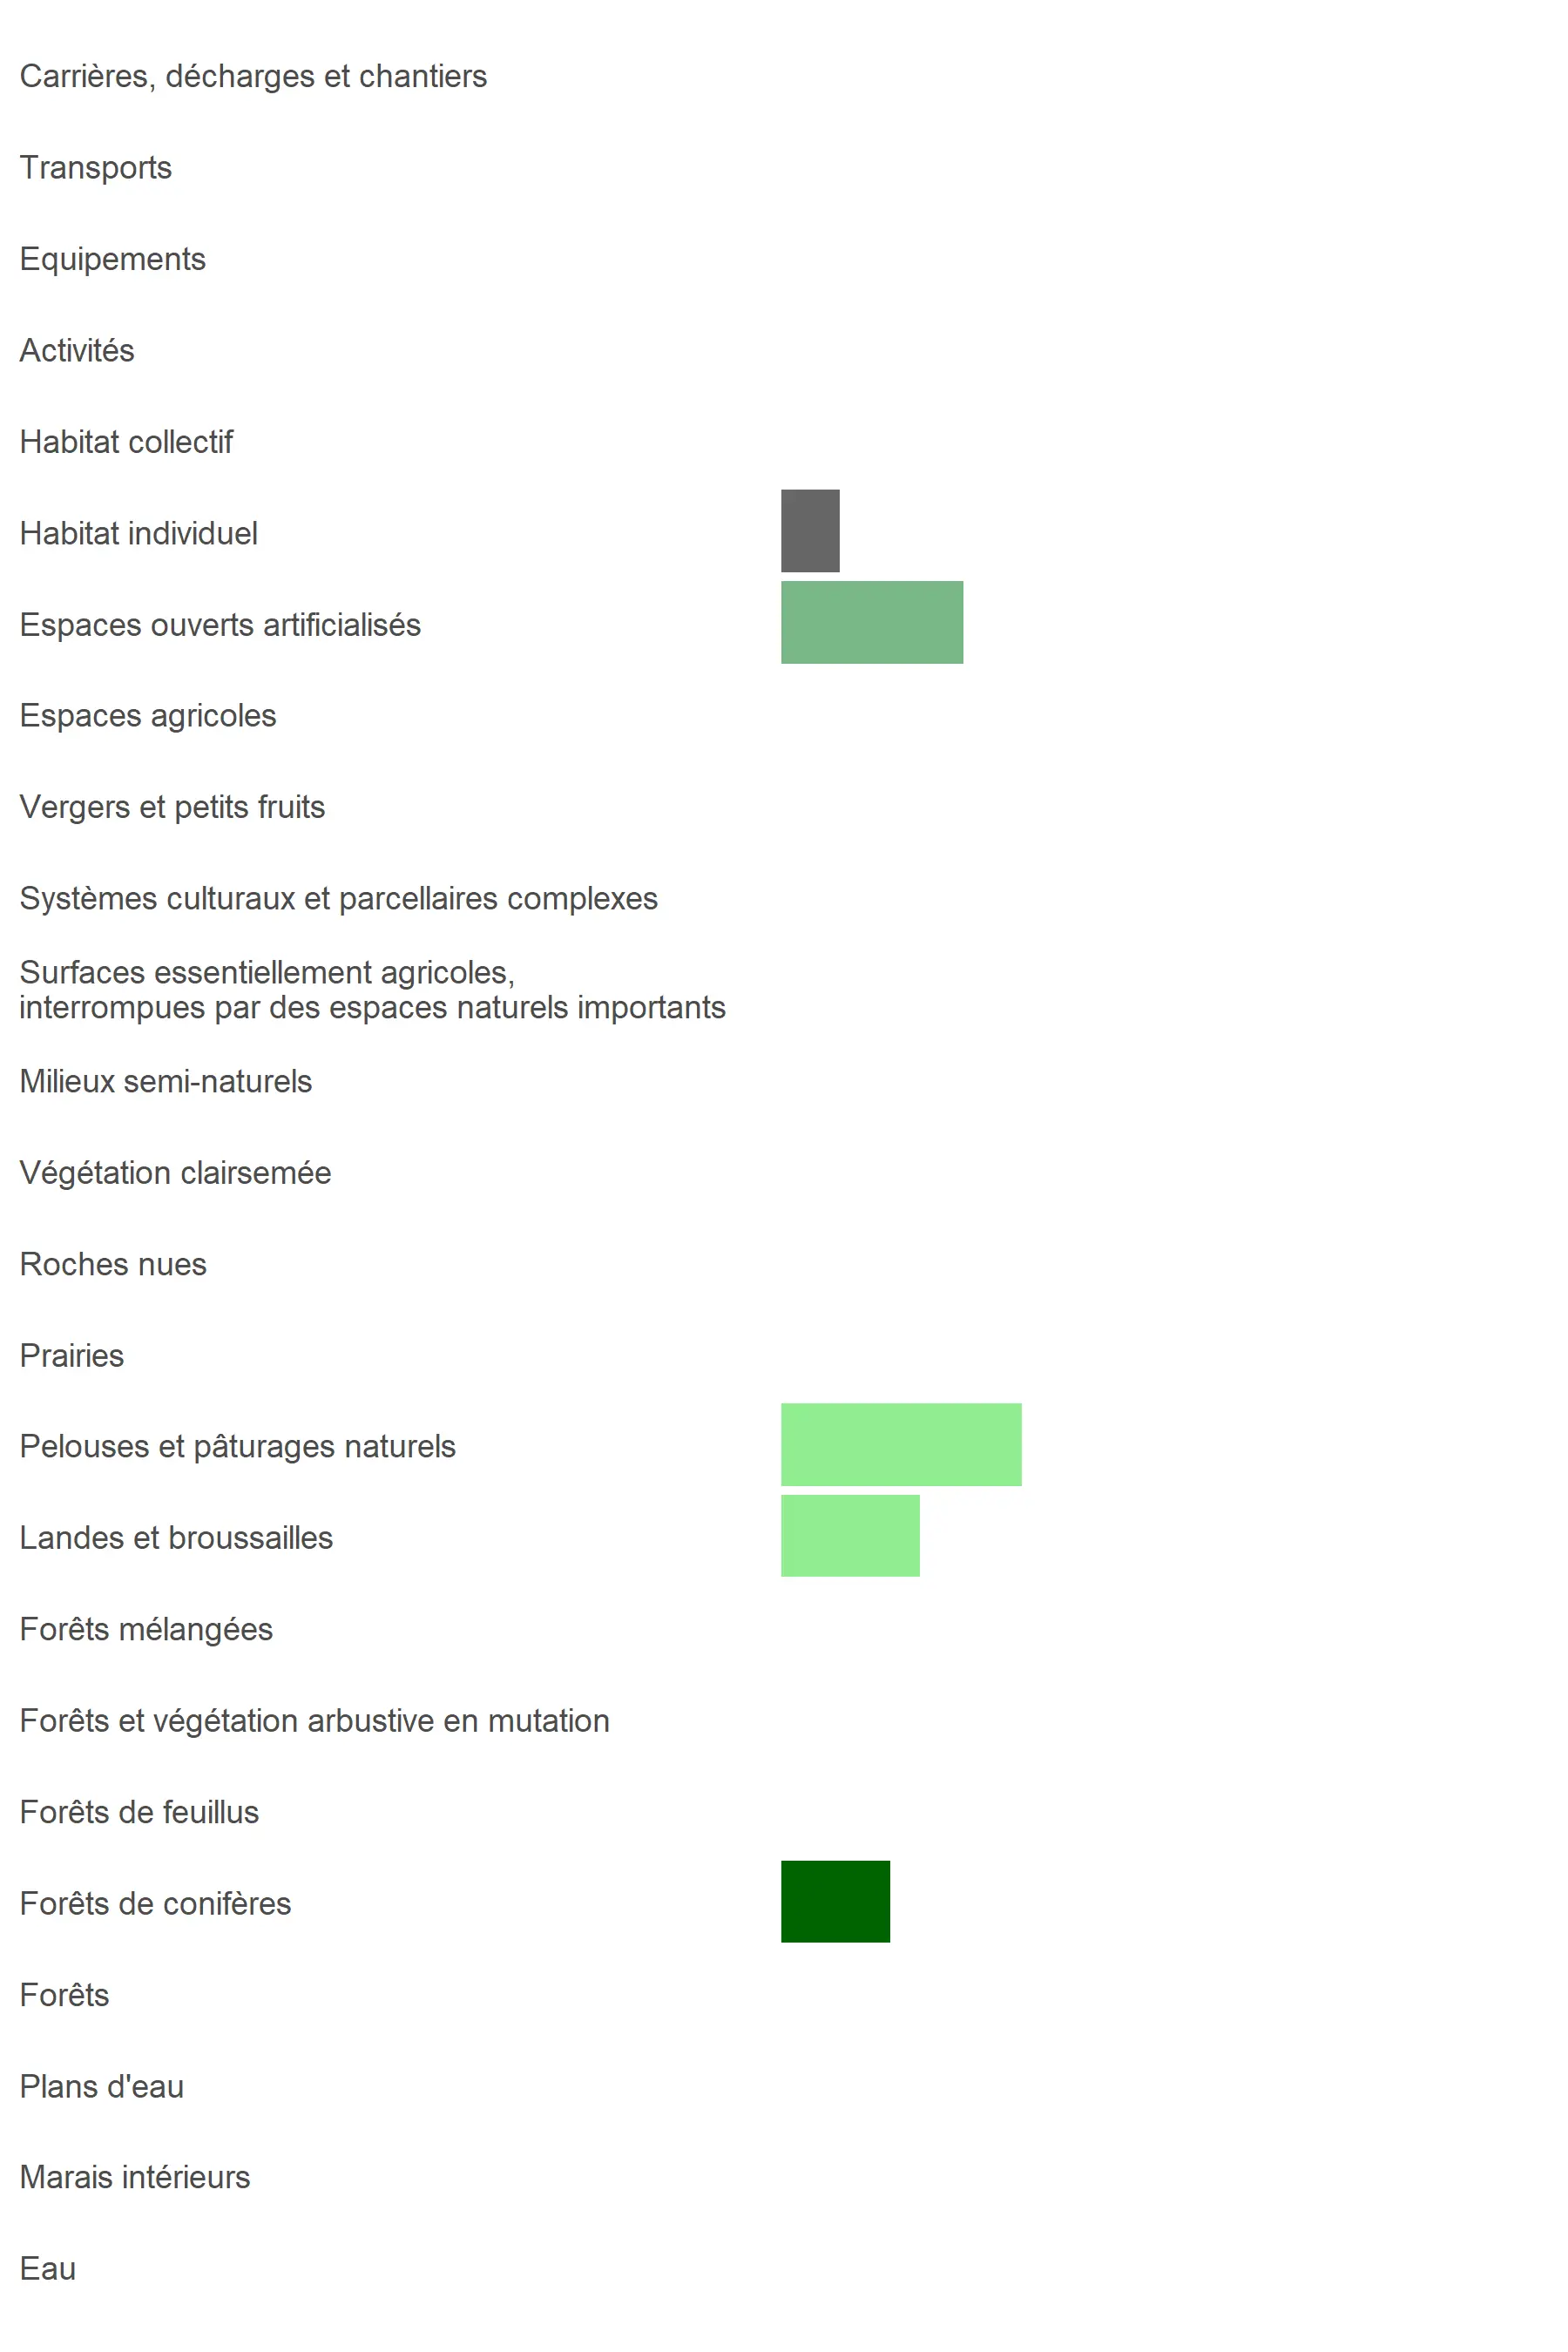 Carrières, décharges et chantiers
Transports
Equipements
Activités
Habitat collectif
Habitat individuel
Espaces ouverts artificialisés
Espaces agricoles
Vergers et petits fruits
Systèmes culturaux et parcellaires complexes
Surfaces essentiellement agricoles,
interrompues par des espaces naturels importants
Milieux semi-naturels
Végétation clairsemée
Roches nues
Prairies
Pelouses et pâturages naturels
Landes et broussailles
Forêts mélangées
Forêts et végétation arbustive en mutation
Forêts de feuillus
Forêts de conifères
Forêts
Plans d'eau
Marais intérieurs
Eau